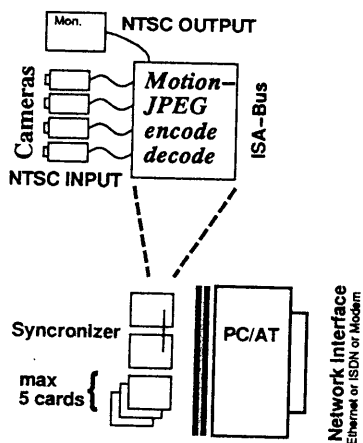 NTSC OUTPUT
Mon.
Cameras
Motion-
JPEG
encode
decode
ISA-Bus
NTSC INPUT
Syncronizer
PC/AT
max
5 cards
Network Interface
Ethernet or ISDN or Modem